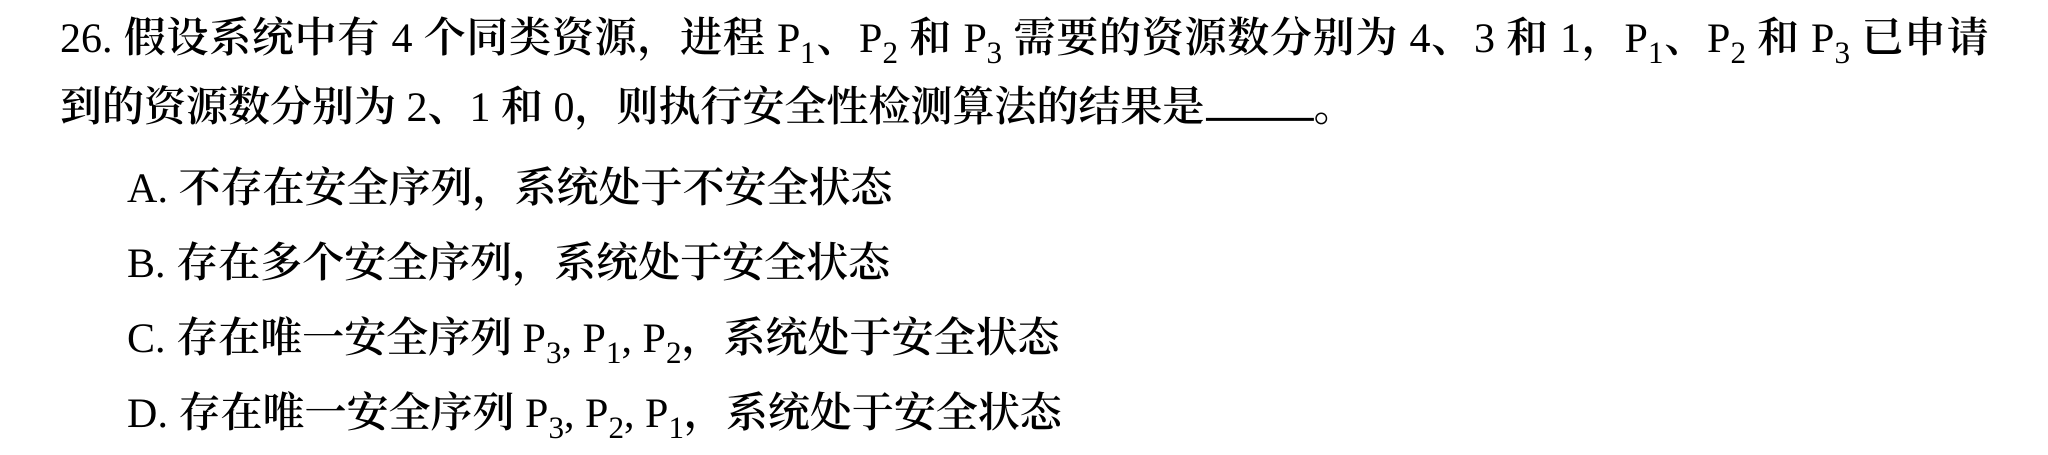 26. 假设系统中有 4 个同类资源，进程 P₁、P₂ 和 P₃ 需要的资源数分别为 4、3 和 1，P₁、P₂ 和 P₃ 已申请
到的资源数分别为 2、1 和 0，则执行安全性检测算法的结果是_____。
A. 不存在安全序列，系统处于不安全状态
B. 存在多个安全序列，系统处于安全状态
C. 存在唯一安全序列 P₃, P₁, P₂，系统处于安全状态
D. 存在唯一安全序列 P₃, P₂, P₁，系统处于安全状态